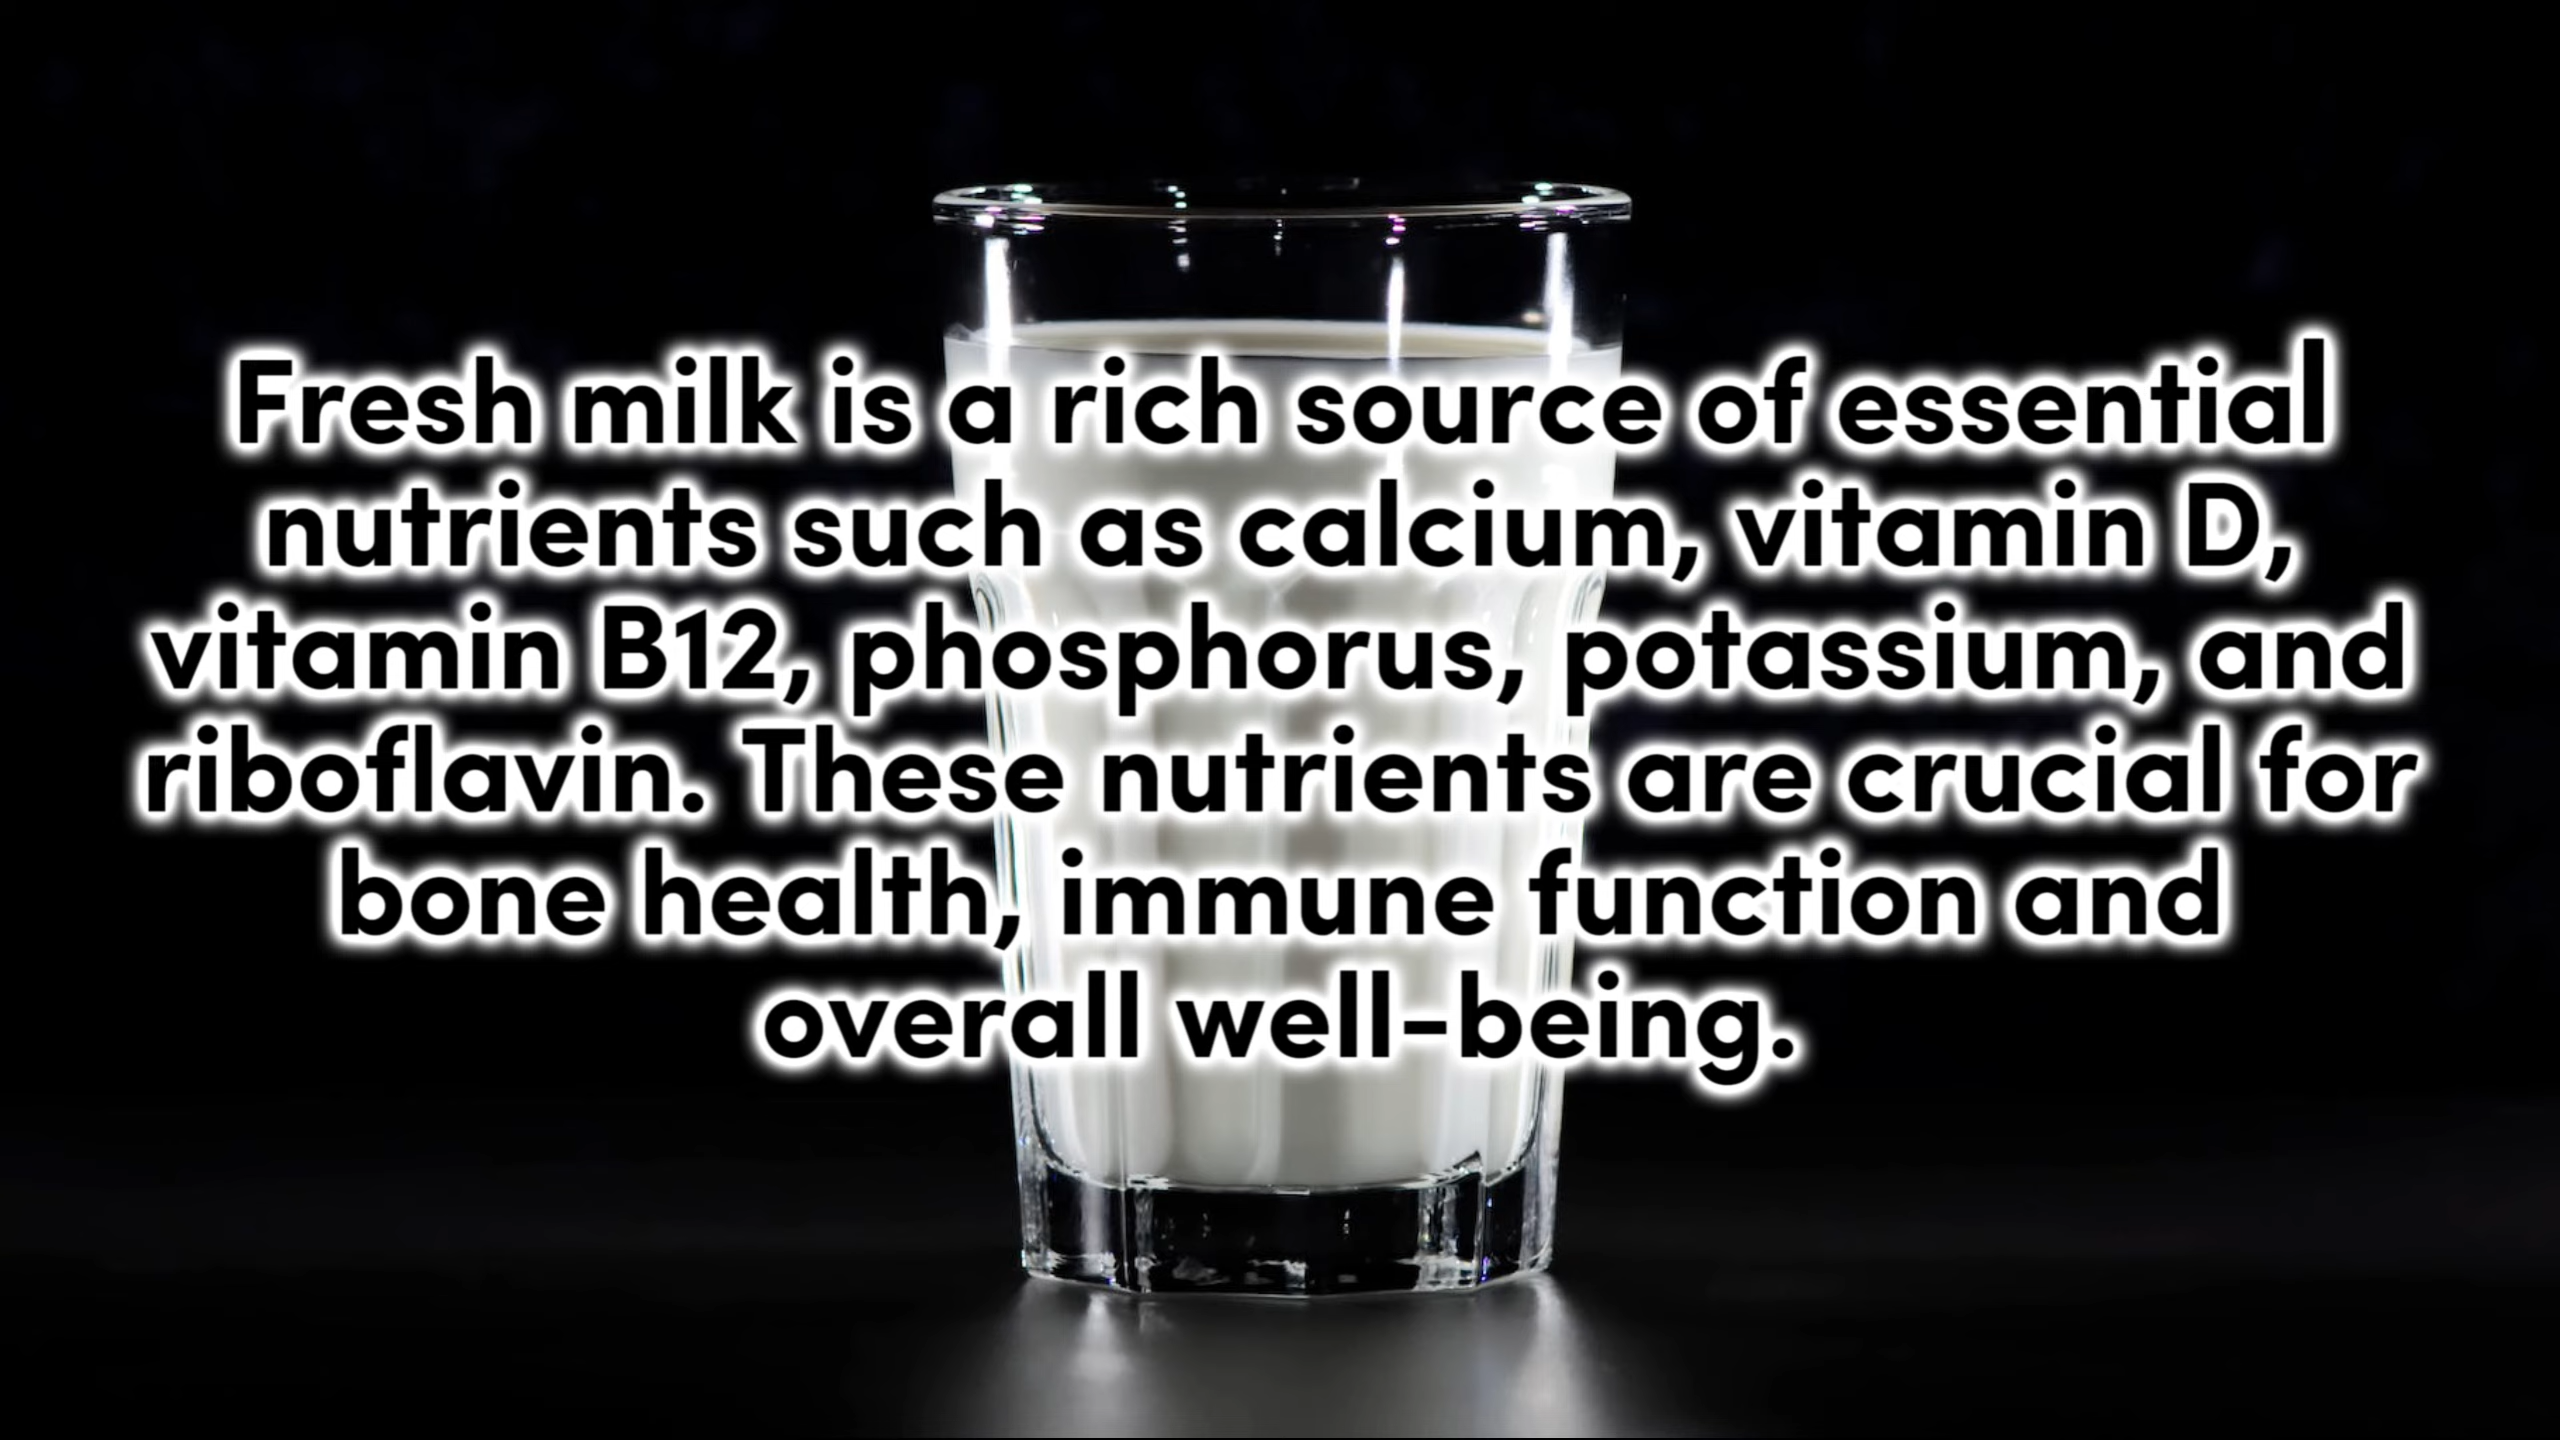 Fresh milk is a rich source of essential
nutrients such as calcium, vitamin D,
vitamin B12, phosphorus, potassium, and
riboflavin. These nutrients are crucial for
bone health, immune function and
overall well-being.